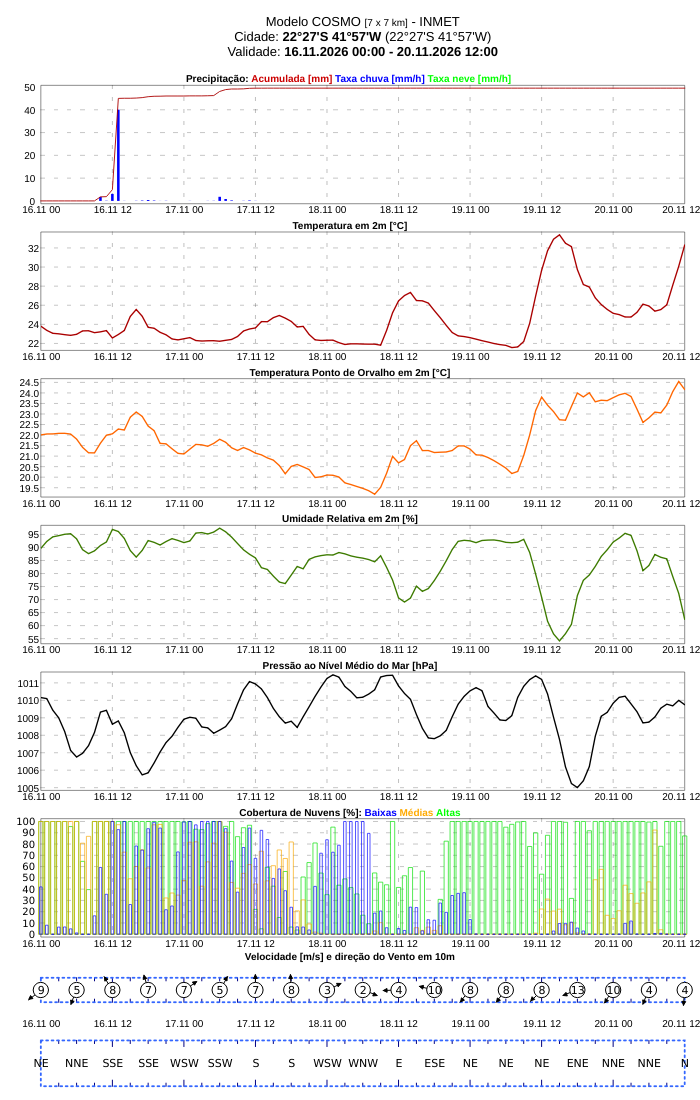 Modelo COSMO [7 x 7 km] - INMET
Cidade: 22°27'S 41°57'W (22°27'S 41°57'W)
Validade: 16.11.2026 00:00 - 20.11.2026 12:00
Precipitação: Acumulada [mm] Taxa chuva [mm/h] Taxa neve [mm/h]
50
40
30
20
10
0
16.11 00 16.11 12 17.11 00 17.11 12 18.11 00 18.11 12 19.11 00 19.11 12 20.11 00 20.11 12
Temperatura em 2m [°C]
32
30
28
26
24
22
16.11 00 16.11 12 17.11 00 17.11 12 18.11 00 18.11 12 19.11 00 19.11 12 20.11 00 20.11 12
Temperatura Ponto de Orvalho em 2m [°C]
24.5
24.0
23.5
23.0
22.5
22.0
21.5
21.0
20.5
20.0
19.5
16.11 00 16.11 12 17.11 00 17.11 12 18.11 00 18.11 12 19.11 00 19.11 12 20.11 00 20.11 12
Umidade Relativa em 2m [%]
95
90
85
80
75
70
65
60
55
16.11 00 16.11 12 17.11 00 17.11 12 18.11 00 18.11 12 19.11 00 19.11 12 20.11 00 20.11 12
Pressão ao Nível Médio do Mar [hPa]
1011
1010
1009
1008
1007
1006
1005
16.11 00 16.11 12 17.11 00 17.11 12 18.11 00 18.11 12 19.11 00 19.11 12 20.11 00 20.11 12
Cobertura de Nuvens [%]: Baixas Médias Altas
100
90
80
70
60
50
40
30
20
10
0
16.11 00 16.11 12 17.11 00 17.11 12 18.11 00 18.11 12 19.11 00 19.11 12 20.11 00 20.11 12
Velocidade [m/s] e direção do Vento em 10m
9 5 8 7 7 5 7 8 3 2 4 10 8 8 8 13 10 4 4
16.11 00 16.11 12 17.11 00 17.11 12 18.11 00 18.11 12 19.11 00 19.11 12 20.11 00 20.11 12
NE NNE SSE SSE WSW SSW S S WSW WNW E ESE NE NE NE ENE NNE NNE N